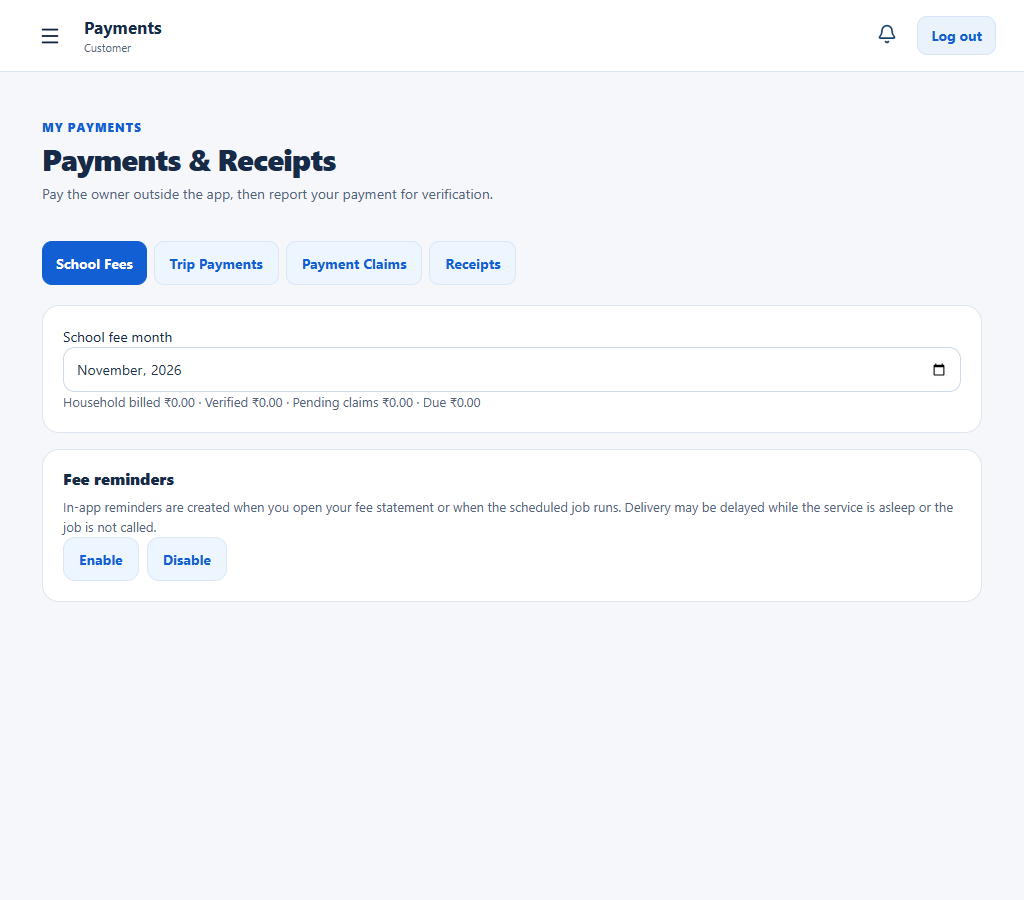 Payments
Customer
Log out
MY PAYMENTS
Payments & Receipts
Pay the owner outside the app, then report your payment for verification.
School Fees
Trip Payments
Payment Claims
Receipts
School fee month
November, 2026
Household billed ₹0.00 · Verified ₹0.00 · Pending claims ₹0.00 · Due ₹0.00
Fee reminders
In-app reminders are created when you open your fee statement or when the scheduled job runs. Delivery may be delayed while the service is asleep or the
job is not called.
Enable
Disable